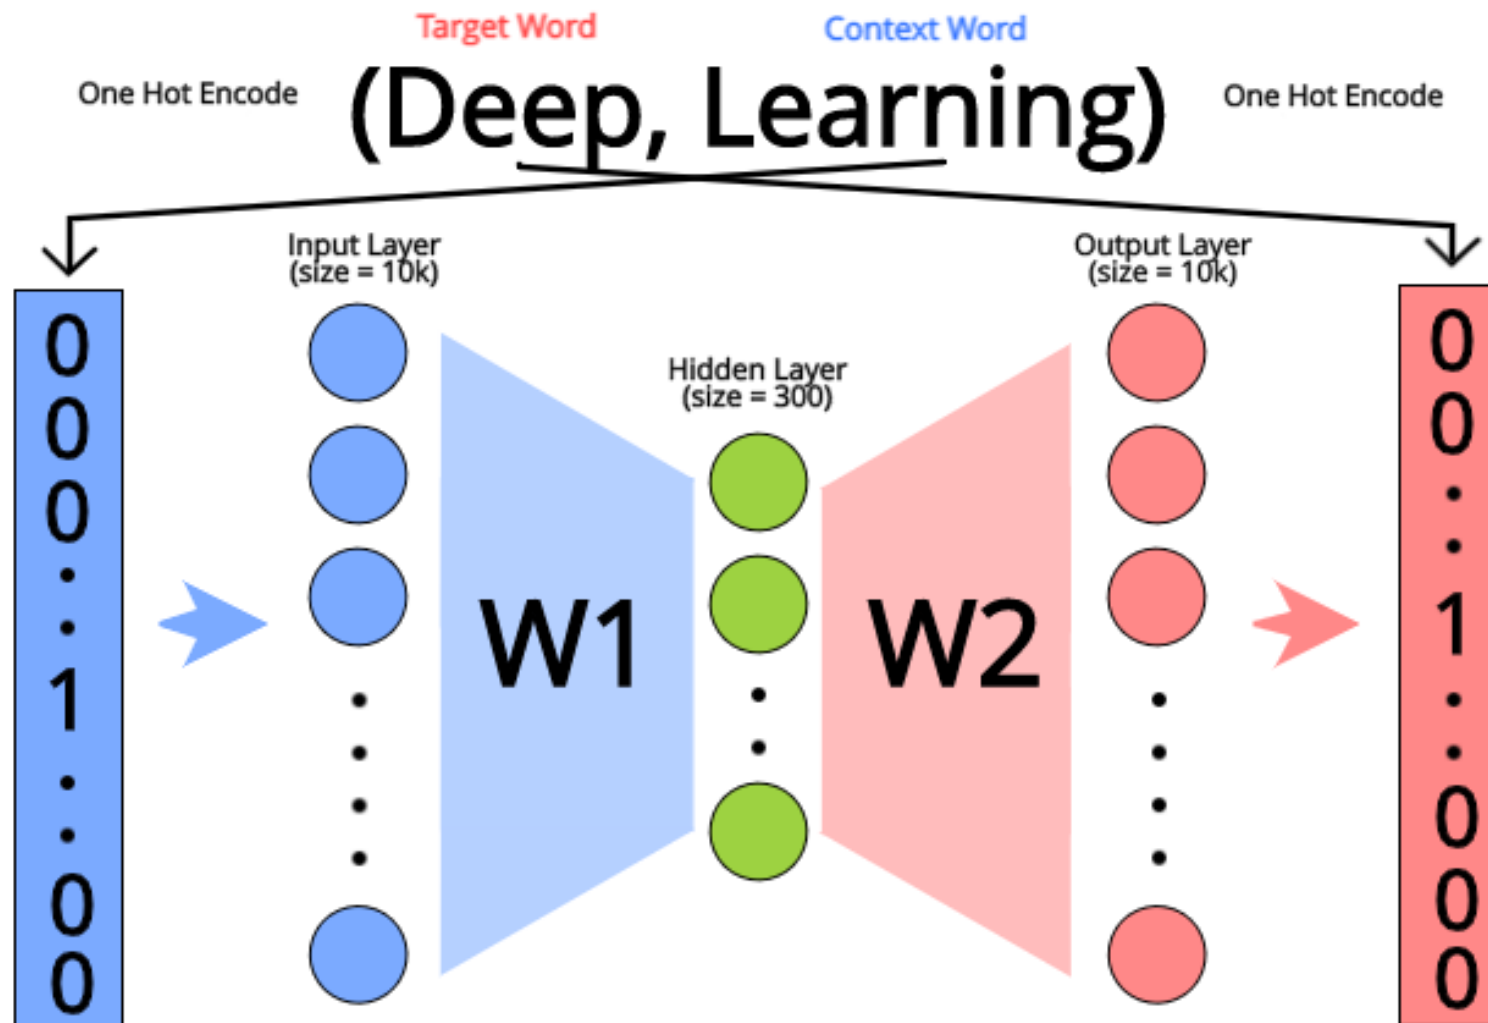 Target Word
Context Word
One Hot Encode
(Deep, Learning)
One Hot Encode
Input Layer
(size = 10k)
Output Layer
(size = 10k)
Hidden Layer
(size = 300)
0
0
0
.
.
1
.
.
0
0
W1
W2
0
0
.
.
1
.
.
0
0
0